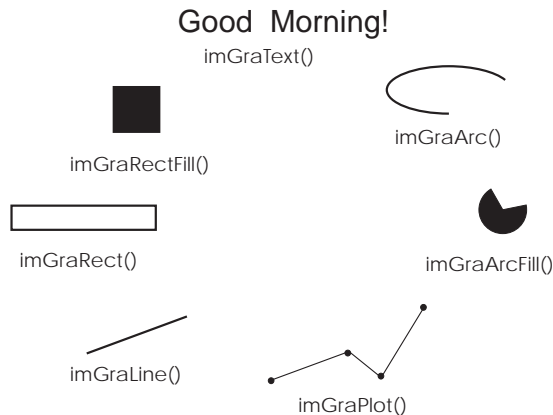 Good Morning!
imGraText()
imGraArc()
imGraRectFill()
imGraRect()
imGraArcFill()
imGraLine()
imGraPlot()